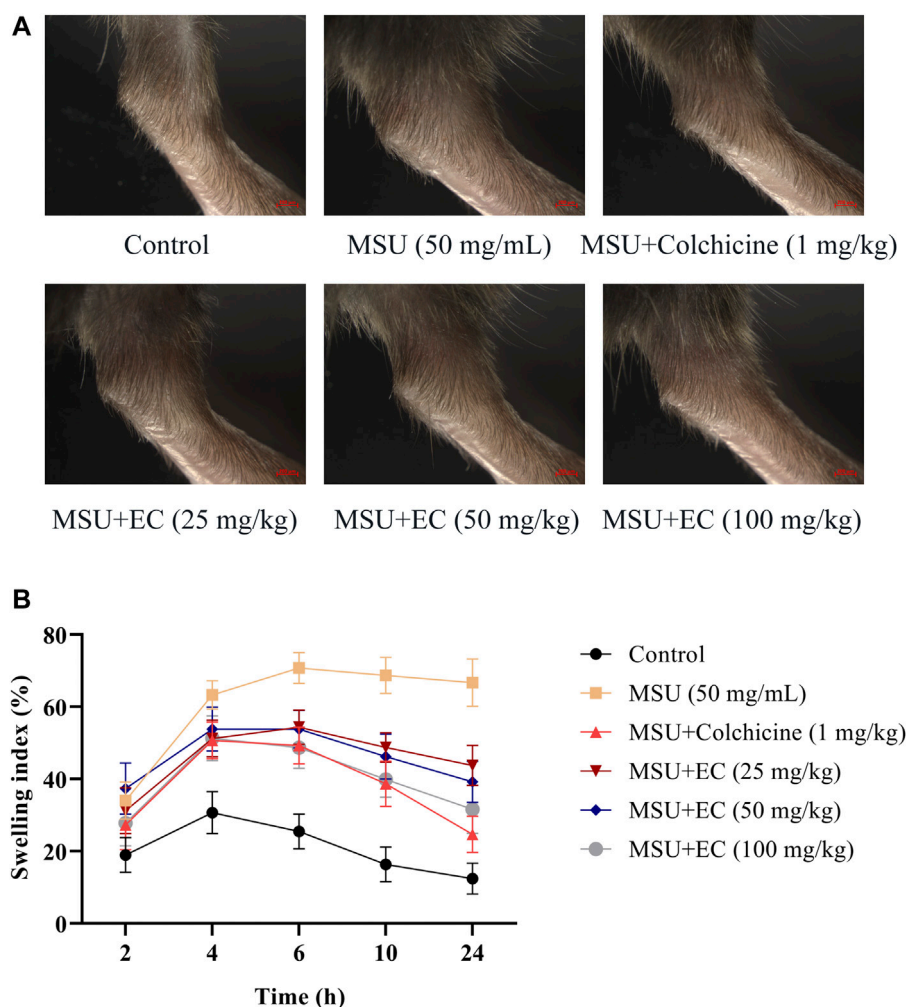 A
Control
MSU (50 mg/mL)
MSU+Colchicine (1 mg/kg)
MSU+EC (25 mg/kg)
MSU+EC (50 mg/kg)
MSU+EC (100 mg/kg)
B
Swelling index (%)
80
60
40
20
0
2 4 6 10 24
Time (h)
Control
MSU (50 mg/mL)
MSU+Colchicine (1 mg/kg)
MSU+EC (25 mg/kg)
MSU+EC (50 mg/kg)
MSU+EC (100 mg/kg)